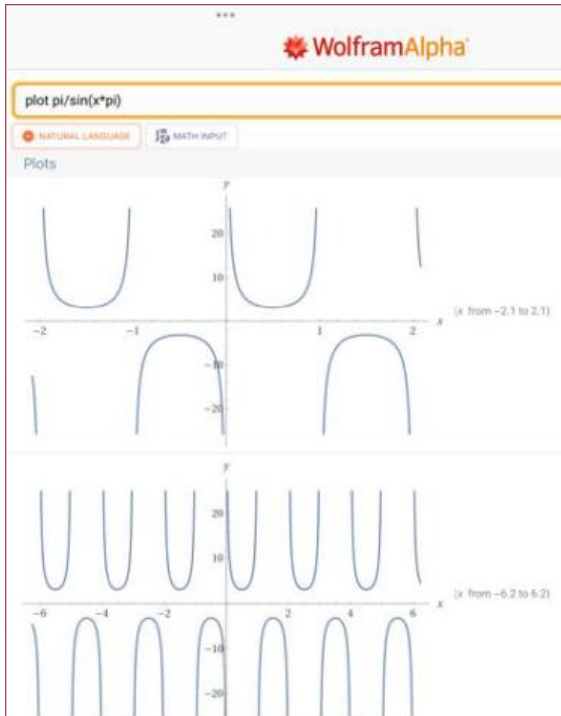 WolframAlpha
plot pi/sin(x*pi)
NATURAL LANGUAGE
MATH INPUT
Plots
y
20
10
-2
-1
1
2
x
(x from -2.1 to 2.1)
-10
-20
y
20
10
-6
-4
-2
2
4
6
x
(x from -6.2 to 6.2)
-10
-20